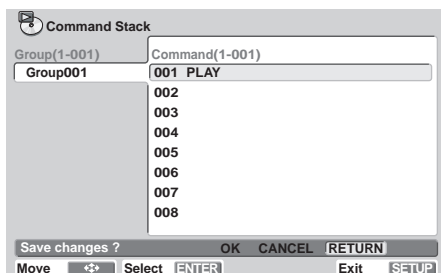 Command Stack
Group(1-001) Command(1-001)
Group001 001 PLAY
002
003
004
005
006
007
008
Save changes ? OK CANCEL RETURN
Move Select ENTER Exit SETUP